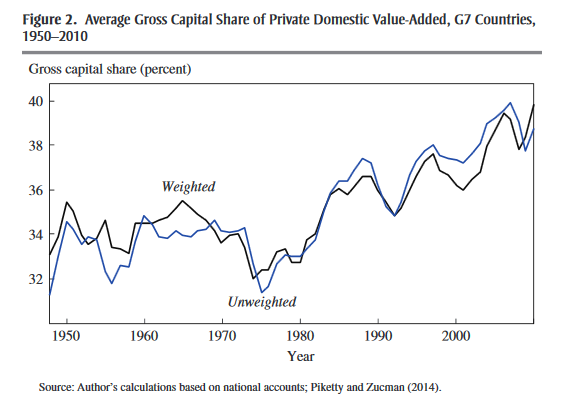 Figure 2. Average Gross Capital Share of Private Domestic Value-Added, G7 Countries,
1950–2010
Gross capital share (percent)
40
38
36
34
32
Weighted
Unweighted
1950 1960 1970 1980 1990 2000
Year
Source: Author's calculations based on national accounts; Piketty and Zucman (2014).